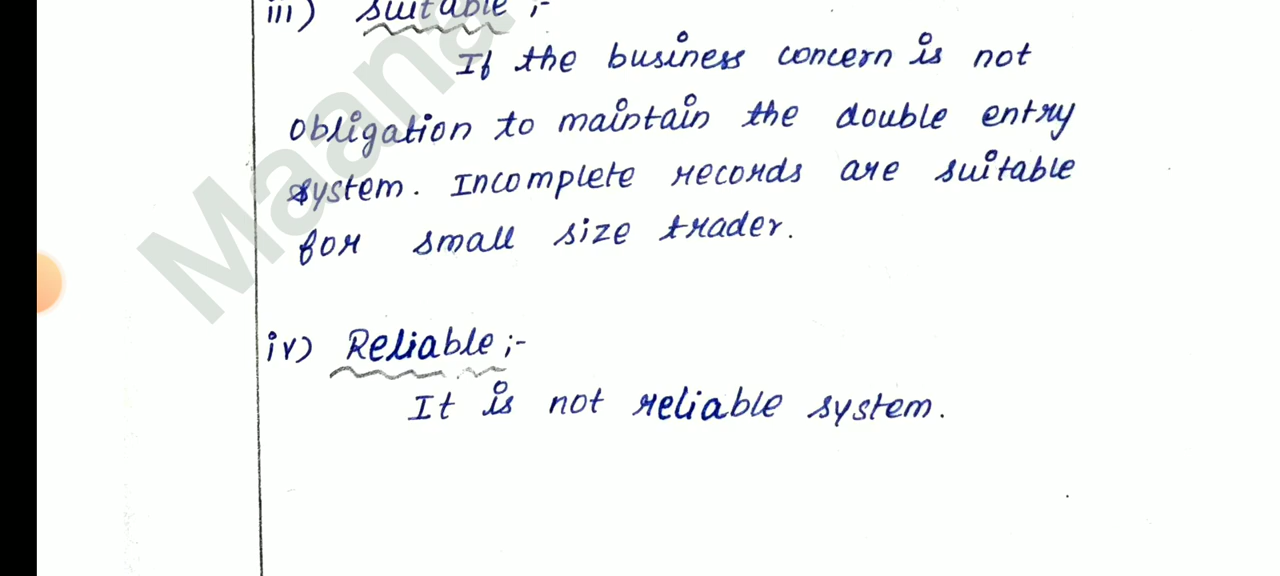 iii) Suitable ;-
If the business concern is not
obligation to maintain the double entry
system. Incomplete records are suitable
for small size trader.
iv) Reliable ;-
It is not reliable system.
Maana